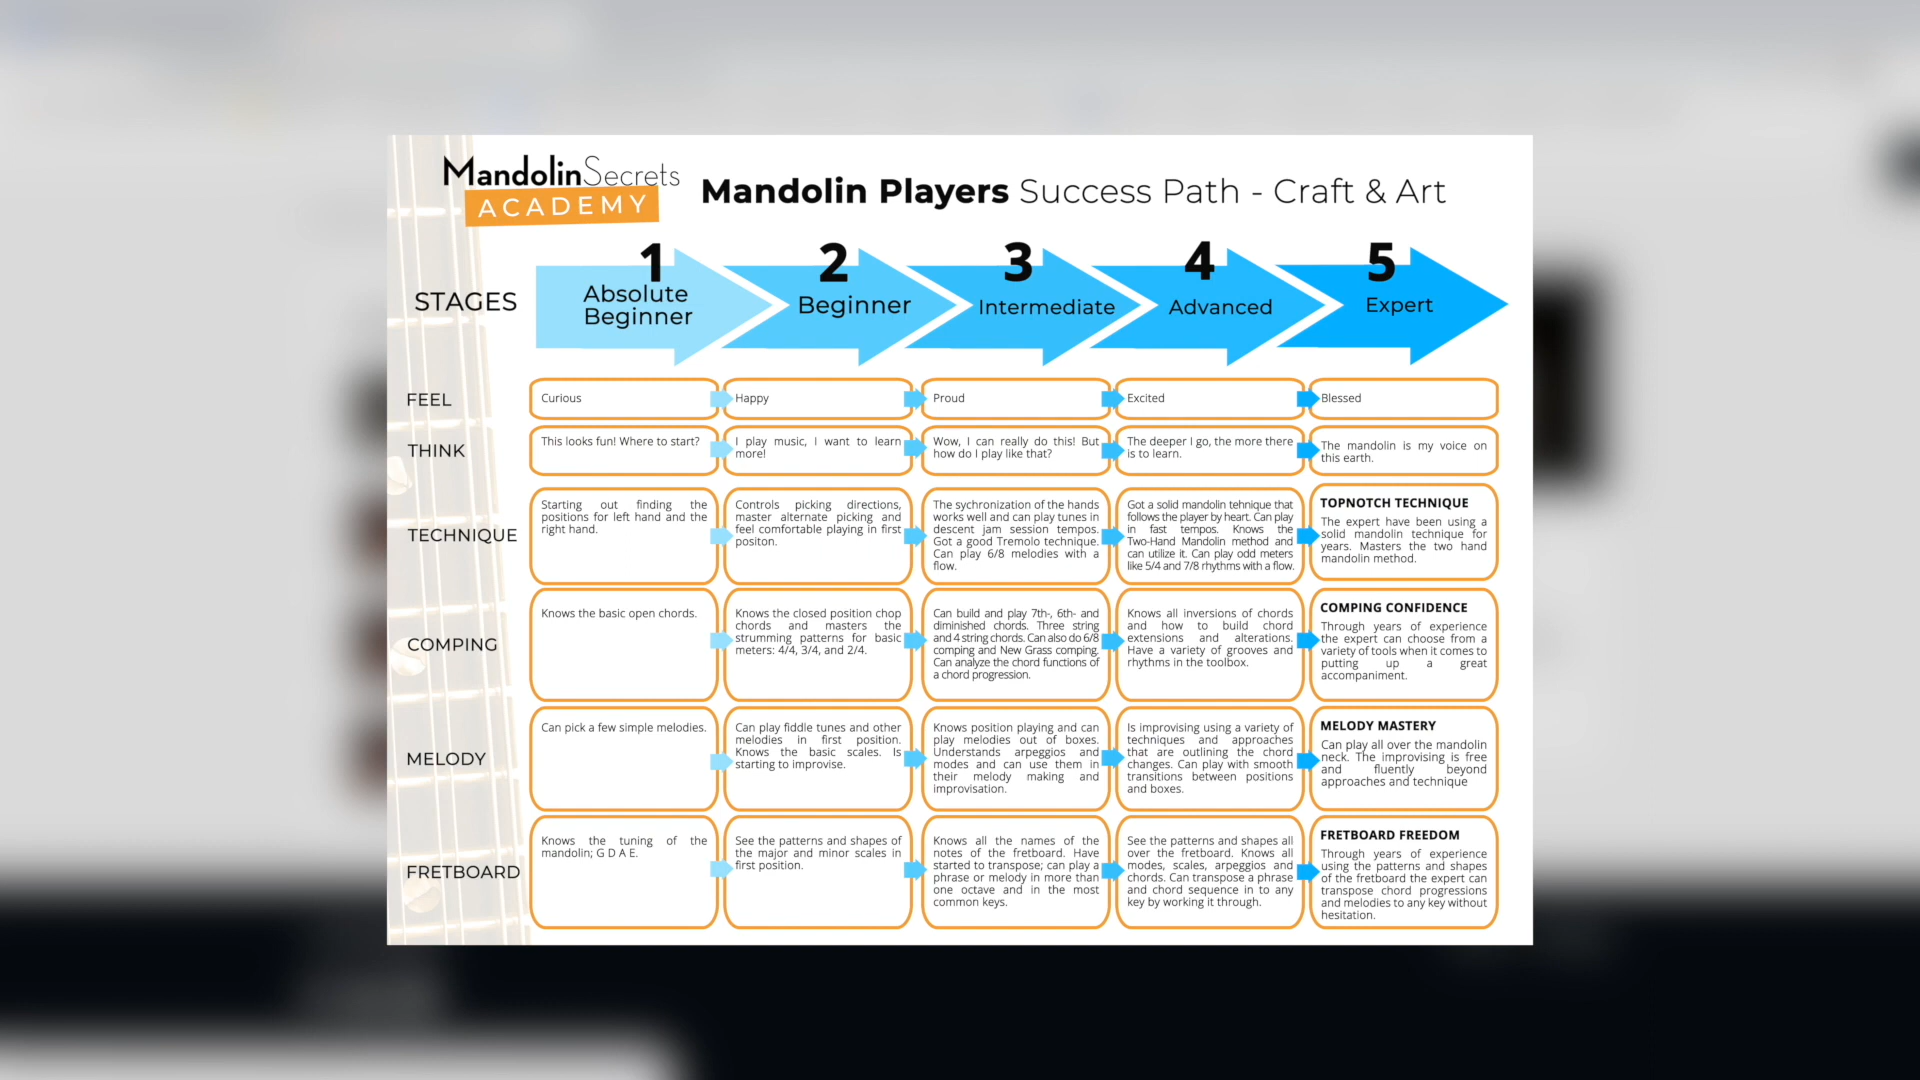 MandolinSecrets
ACADEMY
Mandolin Players Success Path - Craft & Art
STAGES
1
Absolute
Beginner
2
Beginner
3
Intermediate
4
Advanced
5
Expert
FEEL
Curious
Happy
Proud
Excited
Blessed
THINK
This looks fun! Where to start?
I play music, I want to learn
more!
Wow, I can really do this! But
how do I play like that?
The deeper I go, the more there
is to learn.
The mandolin is my voice on
this earth.
TECHNIQUE
Starting out finding the
positions for left hand and the
right hand.
Controls picking directions,
master alternate picking and
feel comfortable playing in first
positon.
The sychronization of the hands
works well and can play tunes in
descent jam session tempos.
Got a good Tremolo technique.
Can play 6/8 melodies with a
flow.
Got a solid mandolin tehnique that
follows the player by heart. Can play
in fast tempos. Knows the
Two-Hand Mandolin method and
can utilize it. Can play odd meters
like 5/4 and 7/8 rhythms with a flow.
TOPNOTCH TECHNIQUE
The expert have been using a
solid mandolin technique for
years. Masters the two hand
mandolin method.
COMPING
Knows the basic open chords.
Knows the closed position chop
chords and masters the
strumming patterns for basic
meters: 4/4, 3/4, and 2/4.
Can build and play 7th-, 6th- and
diminished chords. Three string
and 4 string chords. Can also do 6/8
comping and New Grass comping.
Can analyze the chord functions of
a chord progression.
Knows all inversions of chords
and how to build chord
extensions and alterations.
Have a variety of grooves and
rhythms in the toolbox.
COMPING CONFIDENCE
Through years of experience
the expert can choose from a
variety of tools when it comes to
putting up a great
accompaniment.
MELODY
Can pick a few simple melodies.
Can play fiddle tunes and other
melodies in first position.
Knows the basic scales. Is
starting to improvise.
Knows position playing and can
play melodies out of boxes.
Understands arpeggios and
modes and can use them in
their melody making and
improvisation.
Is improvising using a variety of
techniques and approaches
that are outlining the chord
changes. Can play with smooth
transitions between positions
and boxes.
MELODY MASTERY
Can play all over the mandolin
neck. The improvising is free
and fluently beyond
approaches and technique
FRETBOARD
Knows the tuning of the
mandolin; G D A E.
See the patterns and shapes of
the major and minor scales in
first position.
Knows all the names of the
notes of the fretboard. Have
started to transpose; can play a
phrase or melody in more than
one octave and in the most
common keys.
See the patterns and shapes all
over the fretboard. Knows all
modes, scales, arpeggios and
chords. Can transpose a phrase
and chord sequence in to any
key by working it through.
FRETBOARD FREEDOM
Through years of experience
using the patterns and shapes
of the fretboard the expert can
transpose chord progressions
and melodies to any key without
hesitation.